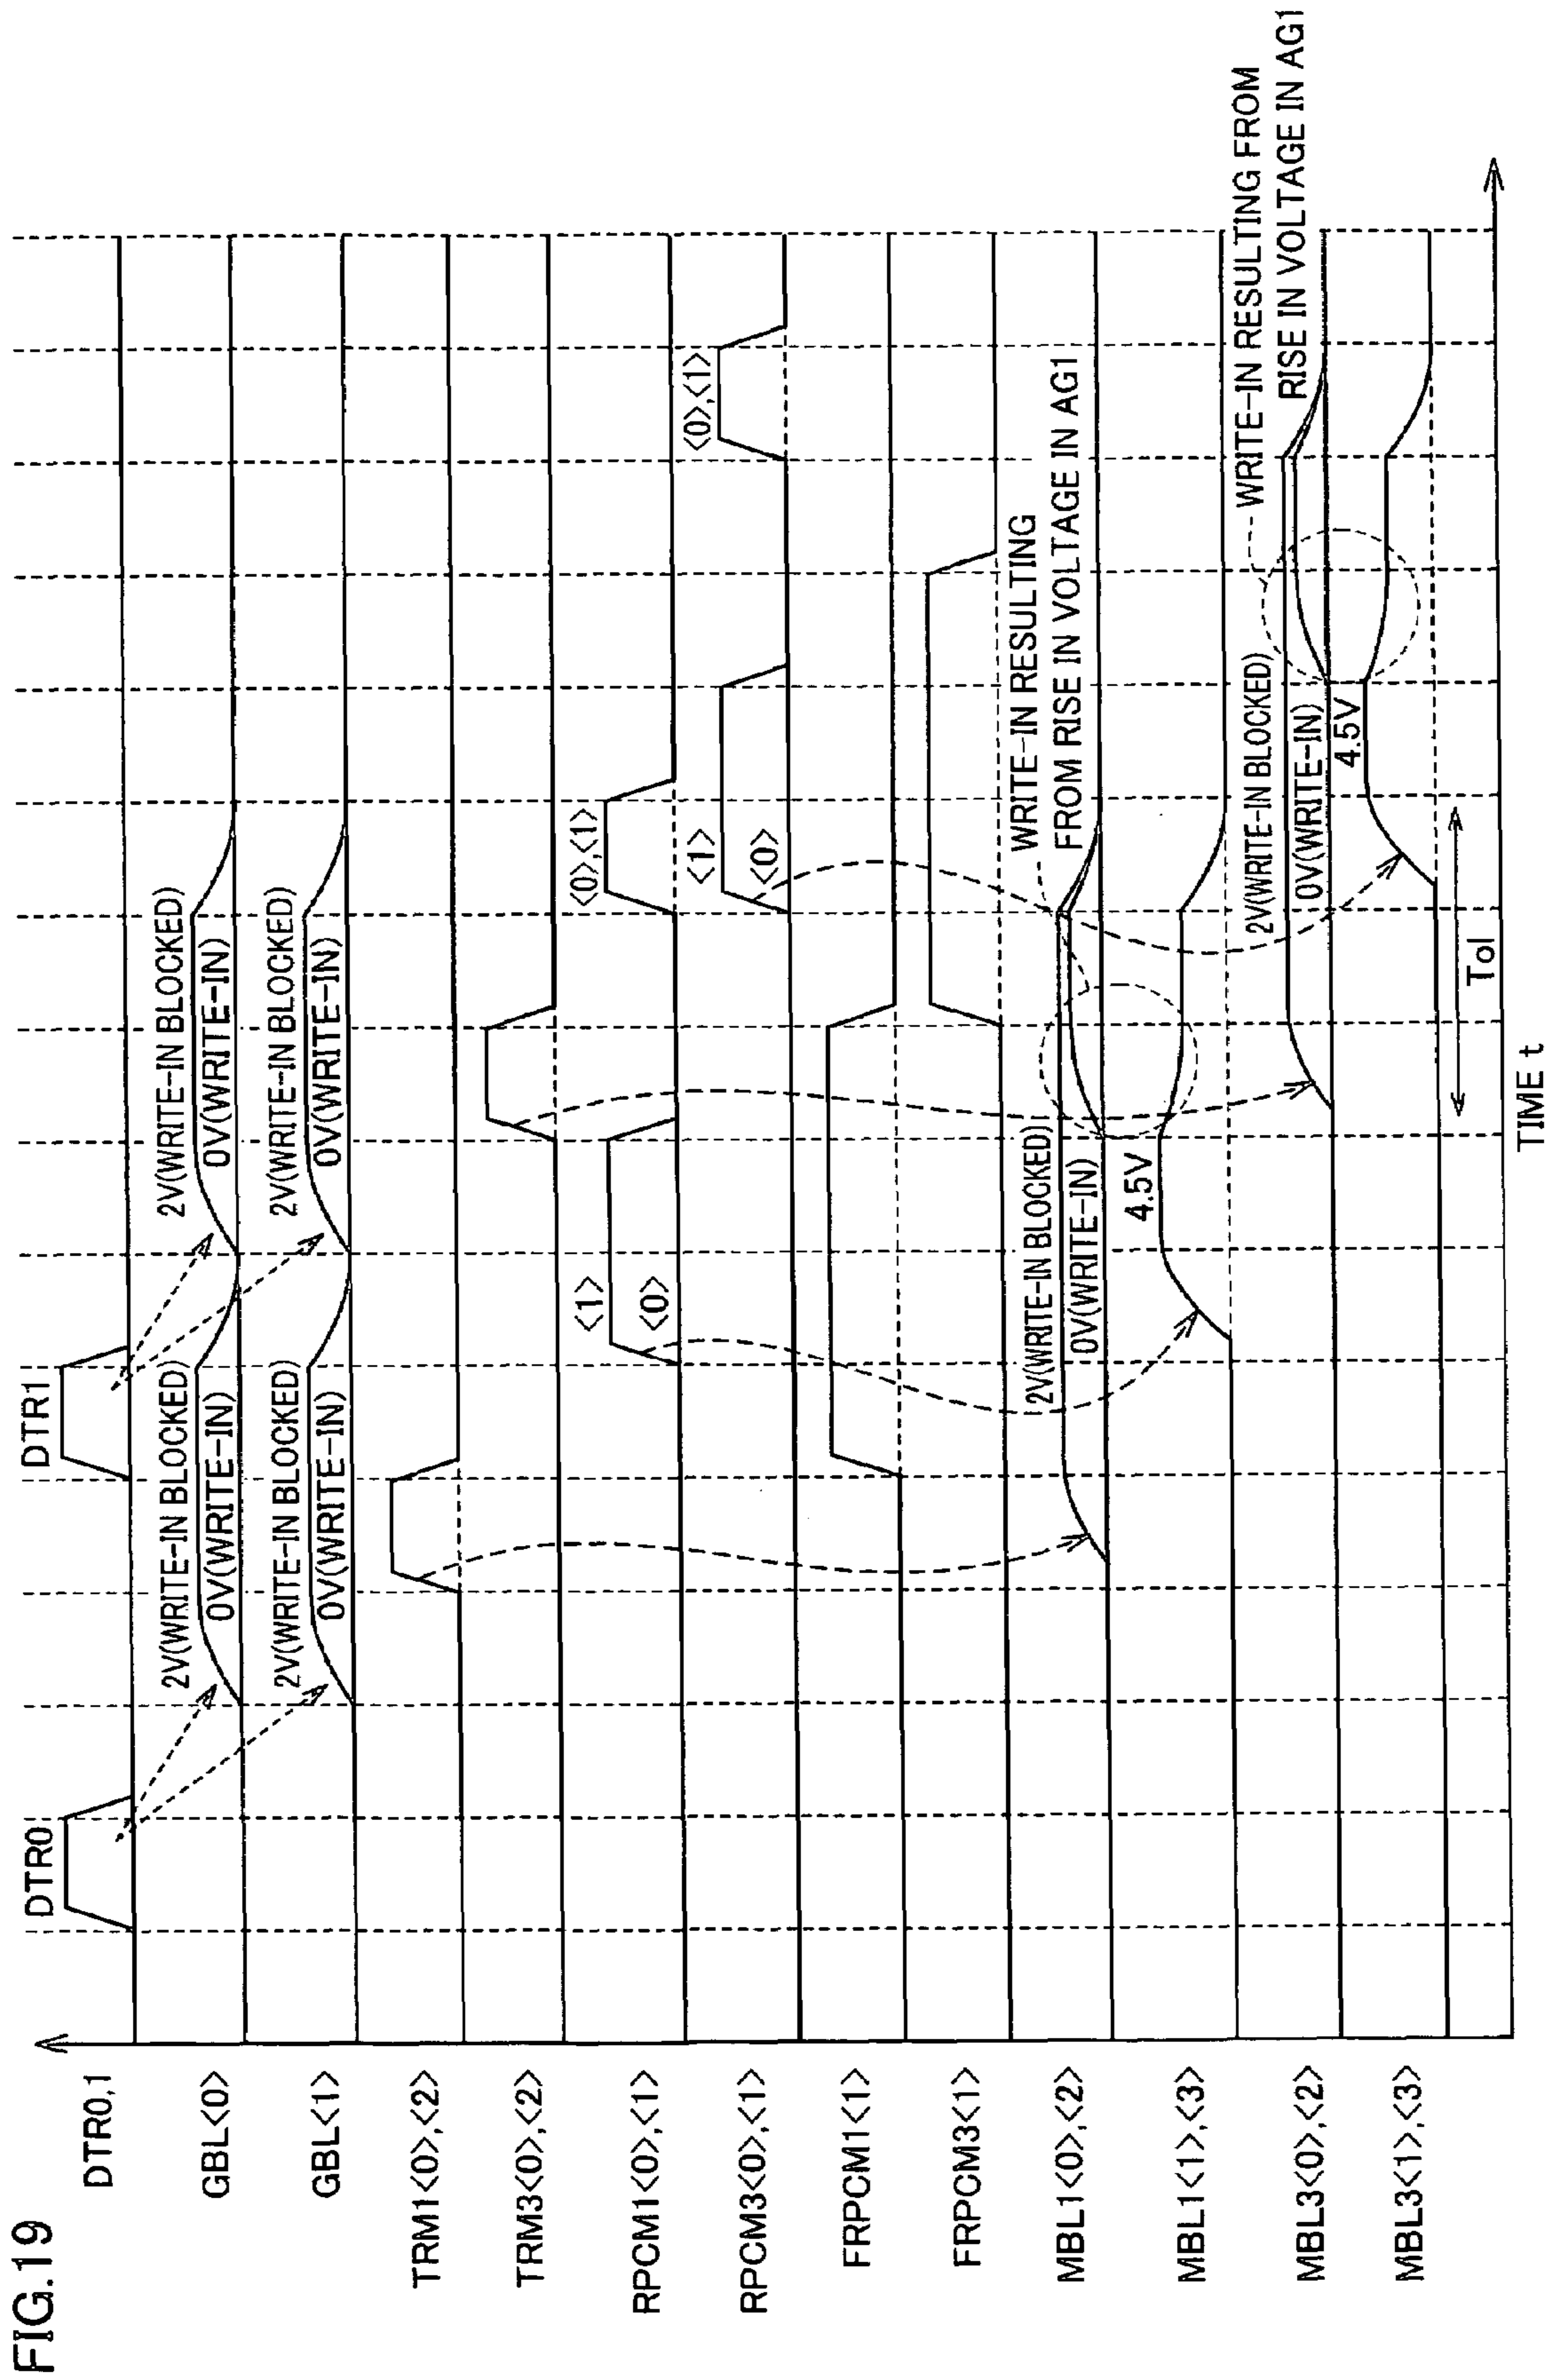 FIG.19
DTR0,1
DTR0
DTR1
GBL<0>
2V(WRITE-IN BLOCKED)
0V(WRITE-IN)
2V(WRITE-IN BLOCKED)
0V(WRITE-IN)
GBL<1>
2V(WRITE-IN BLOCKED)
0V(WRITE-IN)
2V(WRITE-IN BLOCKED)
0V(WRITE-IN)
TRM1<0>,<2>
TRM3<0>,<2>
RPCM1<0>,<1>
<1>
<0>
<0>,<1>
RPCM3<0>,<1>
<1>
<0>
<0>,<1>
FRPCM1<1>
FRPCM3<1>
WRITE-IN RESULTING
FROM RISE IN VOLTAGE IN AG1
MBL1<0>,<2>
2V(WRITE-IN BLOCKED)
0V(WRITE-IN)
MBL1<1>,<3>
4.5V
WRITE-IN RESULTING FROM
RISE IN VOLTAGE IN AG1
MBL3<0>,<2>
2V(WRITE-IN BLOCKED)
0V(WRITE-IN)
MBL3<1>,<3>
4.5V
Tol
TIME t